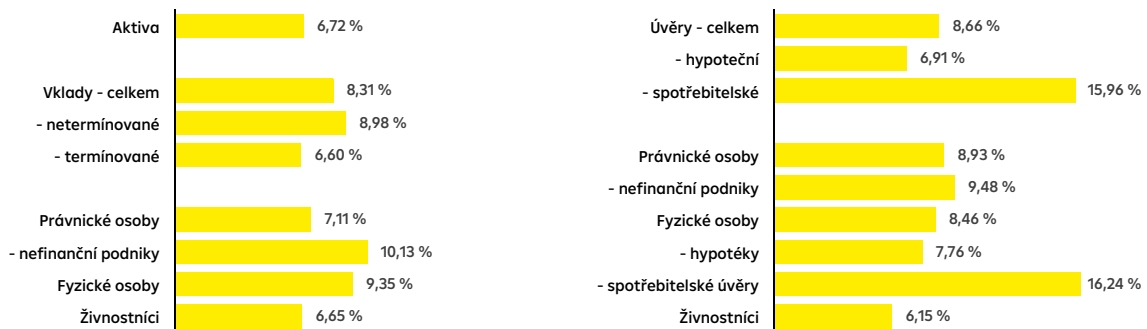 Aktiva 6,72 %
Vklady - celkem 8,31 %
- netermínované 8,98 %
- termínované 6,60 %
Právnické osoby 7,11 %
- nefinanční podniky 10,13 %
Fyzické osoby 9,35 %
Živnostníci 6,65 %
Úvěry - celkem 8,66 %
- hypoteční 6,91 %
- spotřebitelské 15,96 %
Právnické osoby 8,93 %
- nefinanční podniky 9,48 %
Fyzické osoby 8,46 %
- hypotéky 7,76 %
- spotřebitelské úvěry 16,24 %
Živnostníci 6,15 %